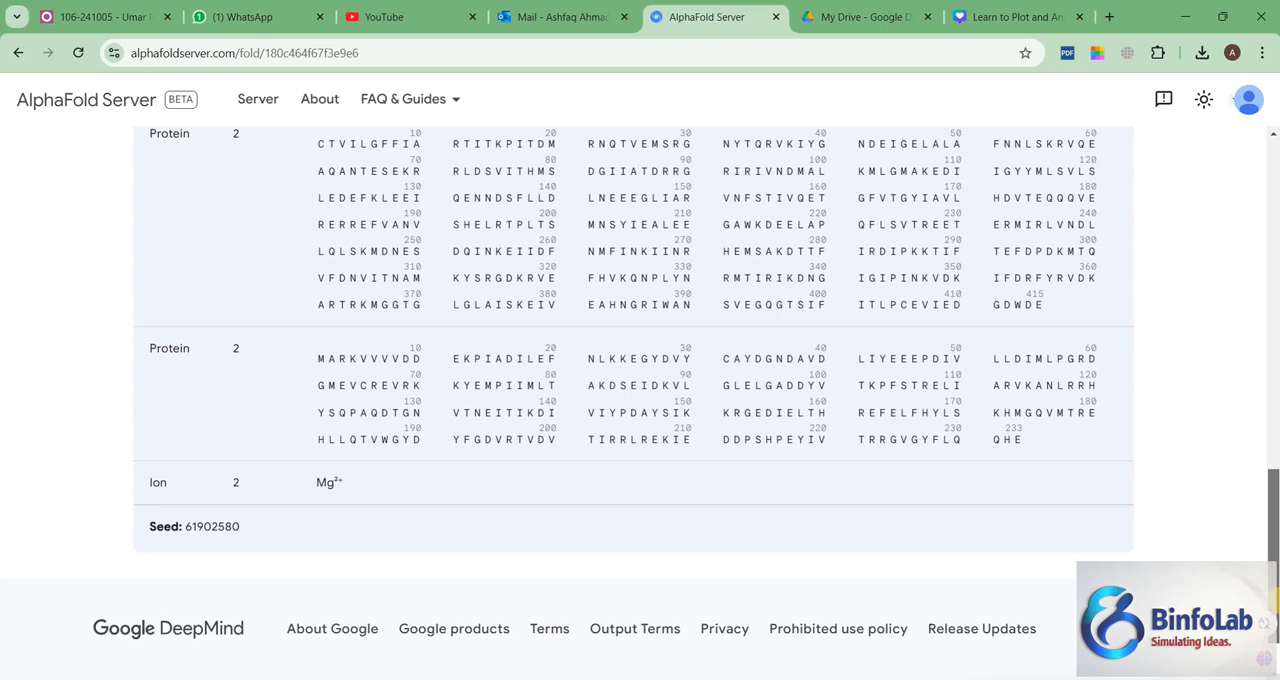 106-241005 - Umar
(1) WhatsApp
YouTube
Mail - Ashfaq Ahma
AlphaFold Server
My Drive - Google D
Learn to Plot and An
alphafoldserver.com/fold/180c464f67f3e9e6
PDF
A
AlphaFold Server BETA
Server
About
FAQ & Guides
Protein 2
10 20 30 40 50 60
CTVILGFFIA RTITKPITDM RNQTVEMSRG NYTQRVKIYG NDEIGELALA FNNLSKRVQE
70 80 90 100 110 120
AQANTESEKR RLDSVITHMS DGIIATDRRG RIRIVNDMAL KMLGMAKEDI IGYYMLSVLS
130 140 150 160 170 180
LEDEFKLEEI QENNDSFLLD LNEEEGLIAR VNFSTIVQET GFVTGYIAVL HDVTEQQQVE
190 200 210 220 230 240
RERREFVANV SHELRTPLTS MNSYIEALEE GAWKDEELAP QFLSVTREET ERMIRLVNDL
250 260 270 280 290 300
LQLSKMDNES DQINKEIIDF NMFINKIINR HEMSAKDTTF IRDIPKKTIF TEFDPDKMTQ
310 320 330 340 350 360
VFDNVITNAM KYSRGDKRVE FHVKQNPLYN RMTIRIKDNG IGIPINKVDK IFDRFYRVDK
370 380 390 400 410 415
ARTRKMGGTG LGLAISKEIV EAHNGRIWAN SVEGQGTSIF ITLPCEVIED GDWDE
Protein 2
10 20 30 40 50 60
MARKVVVVDD EKPIADILEF NLKKEGYDVY CAYDGNDAVD LIYEEEPDIV LLDIMLPGRD
70 80 90 100 110 120
GMEVCREVRK KYEMPIIMLT AKDSEIDKVL GLELGADDYV TKPFSTRELI ARVKANLRRH
130 140 150 160 170 180
YSQPAQDTGN VTNEITIKDI VIYPDAYSIK KRGEDIELTH REFELFHYLS KHMGQVMTRE
190 200 210 220 230 233
HLLQTVWGYD YFGDVRTVDV TIRRLREKIE DDPSHPEYIV TRRGVGYFLQ QHE
Ion 2 Mg²⁺
Seed: 61902580
Google DeepMind
About Google
Google products
Terms
Output Terms
Privacy
Prohibited use policy
Release Updates
BinfoLab
Simulating Ideas.